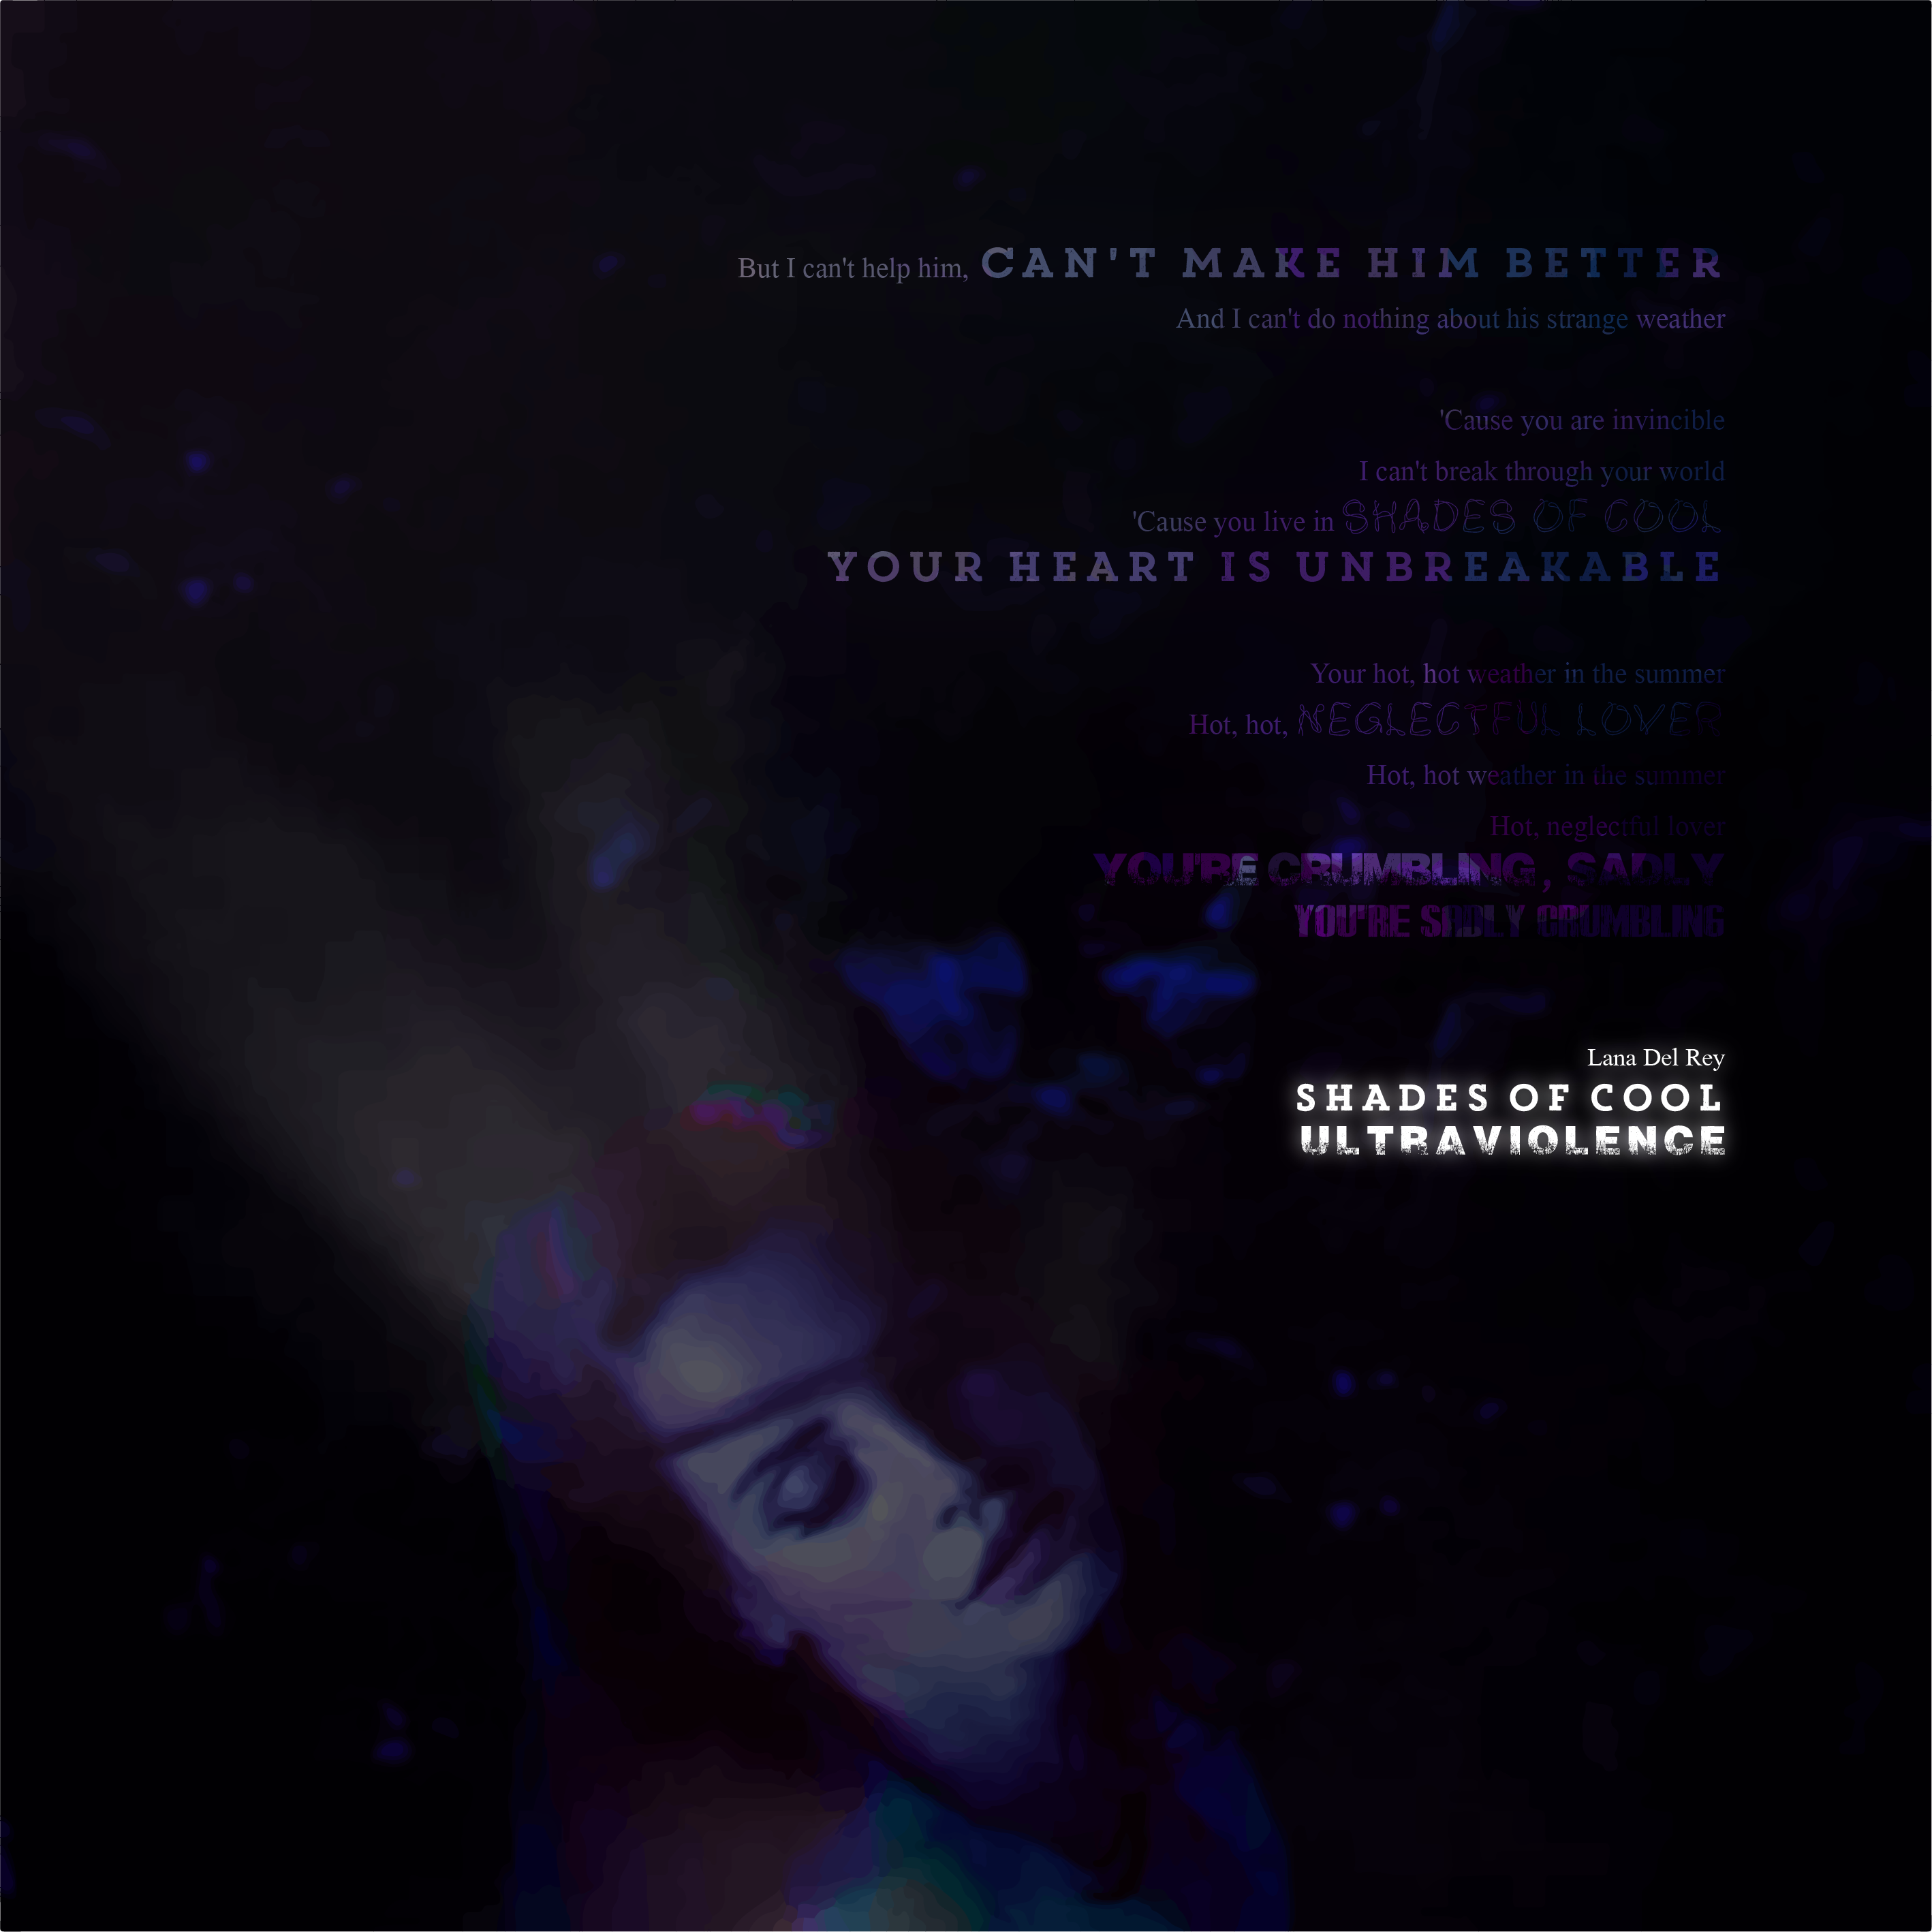 But I can't help him, CAN'T MAKE HIM BETTER
And I can't do nothing about his strange weather
'Cause you are invincible
I can't break through your world
'Cause you live in SHADES OF COOL
YOUR HEART IS UNBREAKABLE
Your hot, hot weather in the summer
Hot, hot, NEGLECTFUL LOVER
Hot, hot weather in the summer
Hot, neglectful lover
YOU'RE CRUMBLING, SADLY
YOU'RE SADLY CRUMBLING
Lana Del Rey
SHADES OF COOL
ULTRAVIOLENCE